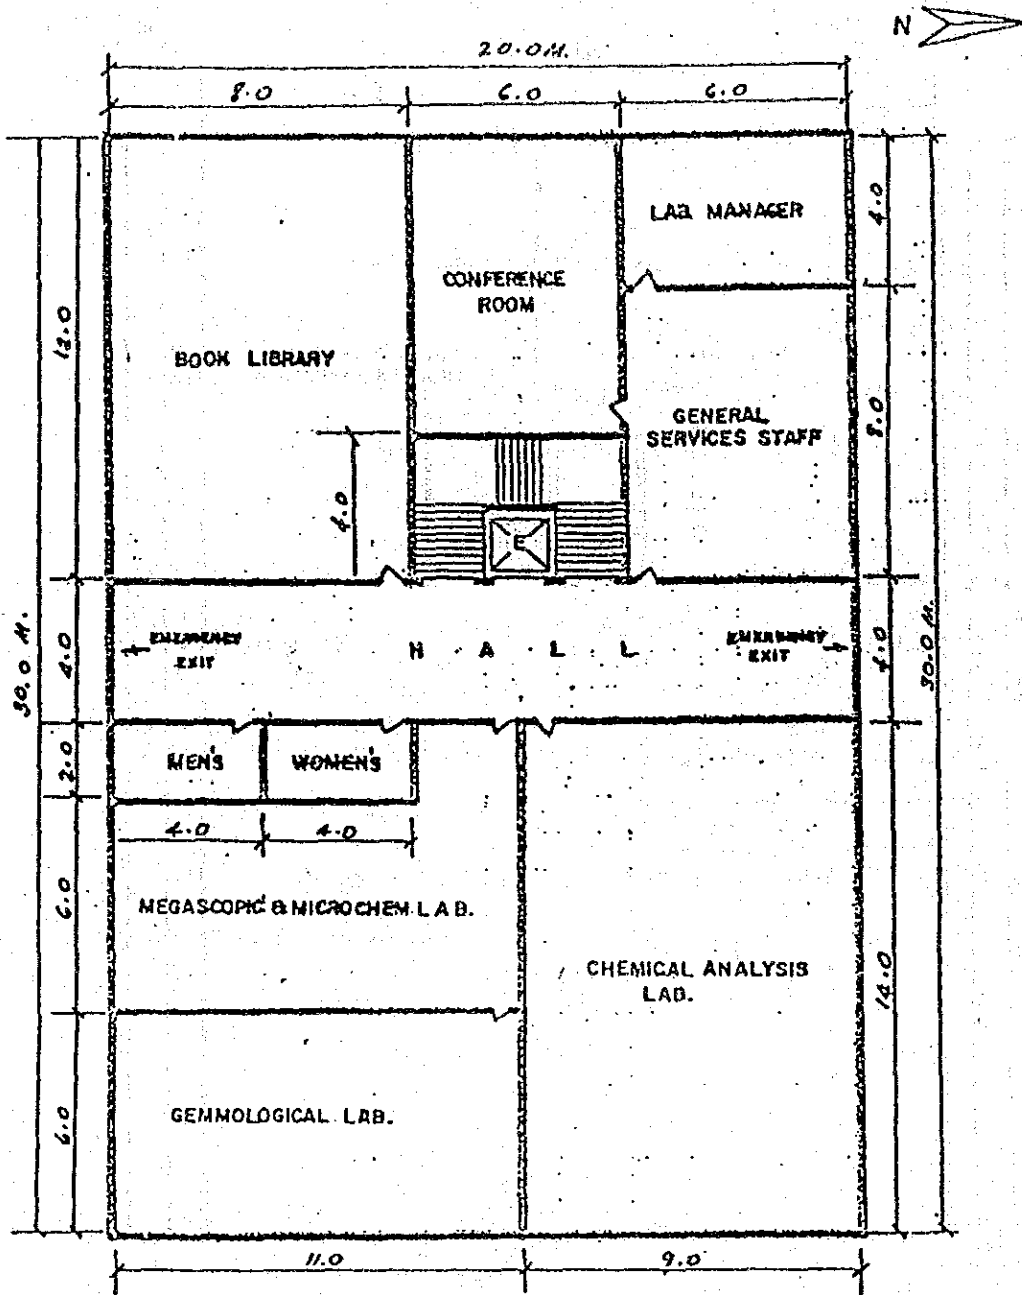 N
20.0 M.
8.0
6.0
6.0
LAB MANAGER
4.0
CONFERENCE
ROOM
12.0
BOOK LIBRARY
GENERAL
SERVICES STAFF
8.0
4.0
E
30.0 M.
4.0
EMERGENCY
EXIT
H A L L
EMERGENCY
EXIT
4.0
30.0 M.
2.0
MEN'S
WOMEN'S
4.0
4.0
6.0
MEGASCOPIC & MICROCHEM LAB.
CHEMICAL ANALYSIS
LAB.
14.0
6.0
GEMMOLOGICAL LAB.
11.0
9.0